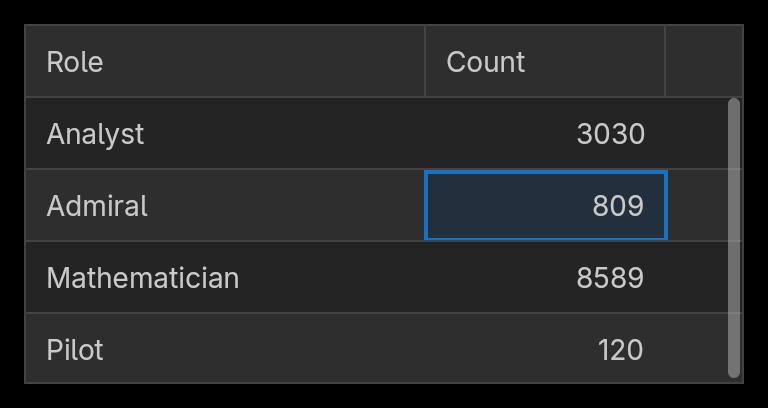 Role Count
Analyst 3030
Admiral 809
Mathematician 8589
Pilot 120